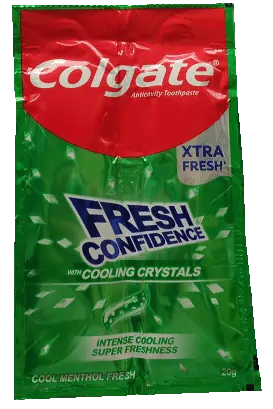 Colgate®
Anticavity Toothpaste
XTRA
FRESH
FRESH
CONFIDENCE
WITH COOLING CRYSTALS
INTENSE COOLING
SUPER FRESHNESS
COOL MENTHOL FRESH
20g